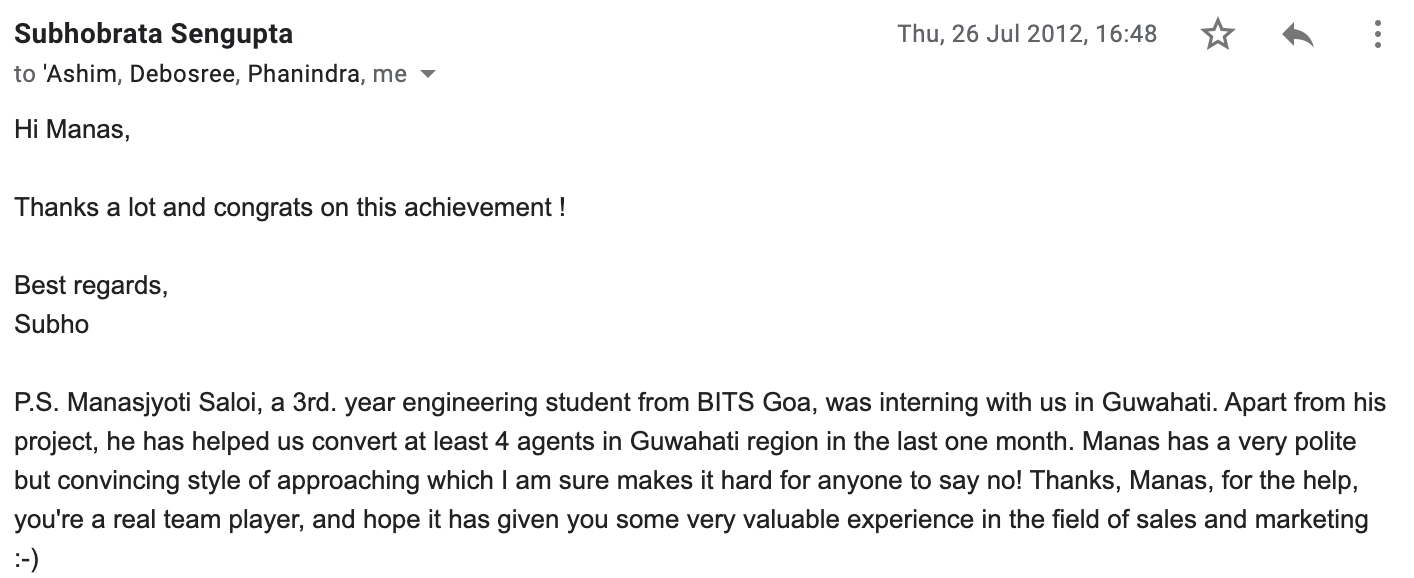 Subhobrata Sengupta
Thu, 26 Jul 2012, 16:48
to 'Ashim, Debosree, Phanindra, me
Hi Manas,
Thanks a lot and congrats on this achievement !
Best regards,
Subho
P.S. Manasjyoti Saloi, a 3rd. year engineering student from BITS Goa, was interning with us in Guwahati. Apart from his
project, he has helped us convert at least 4 agents in Guwahati region in the last one month. Manas has a very polite
but convincing style of approaching which I am sure makes it hard for anyone to say no! Thanks, Manas, for the help,
you're a real team player, and hope it has given you some very valuable experience in the field of sales and marketing
:-)